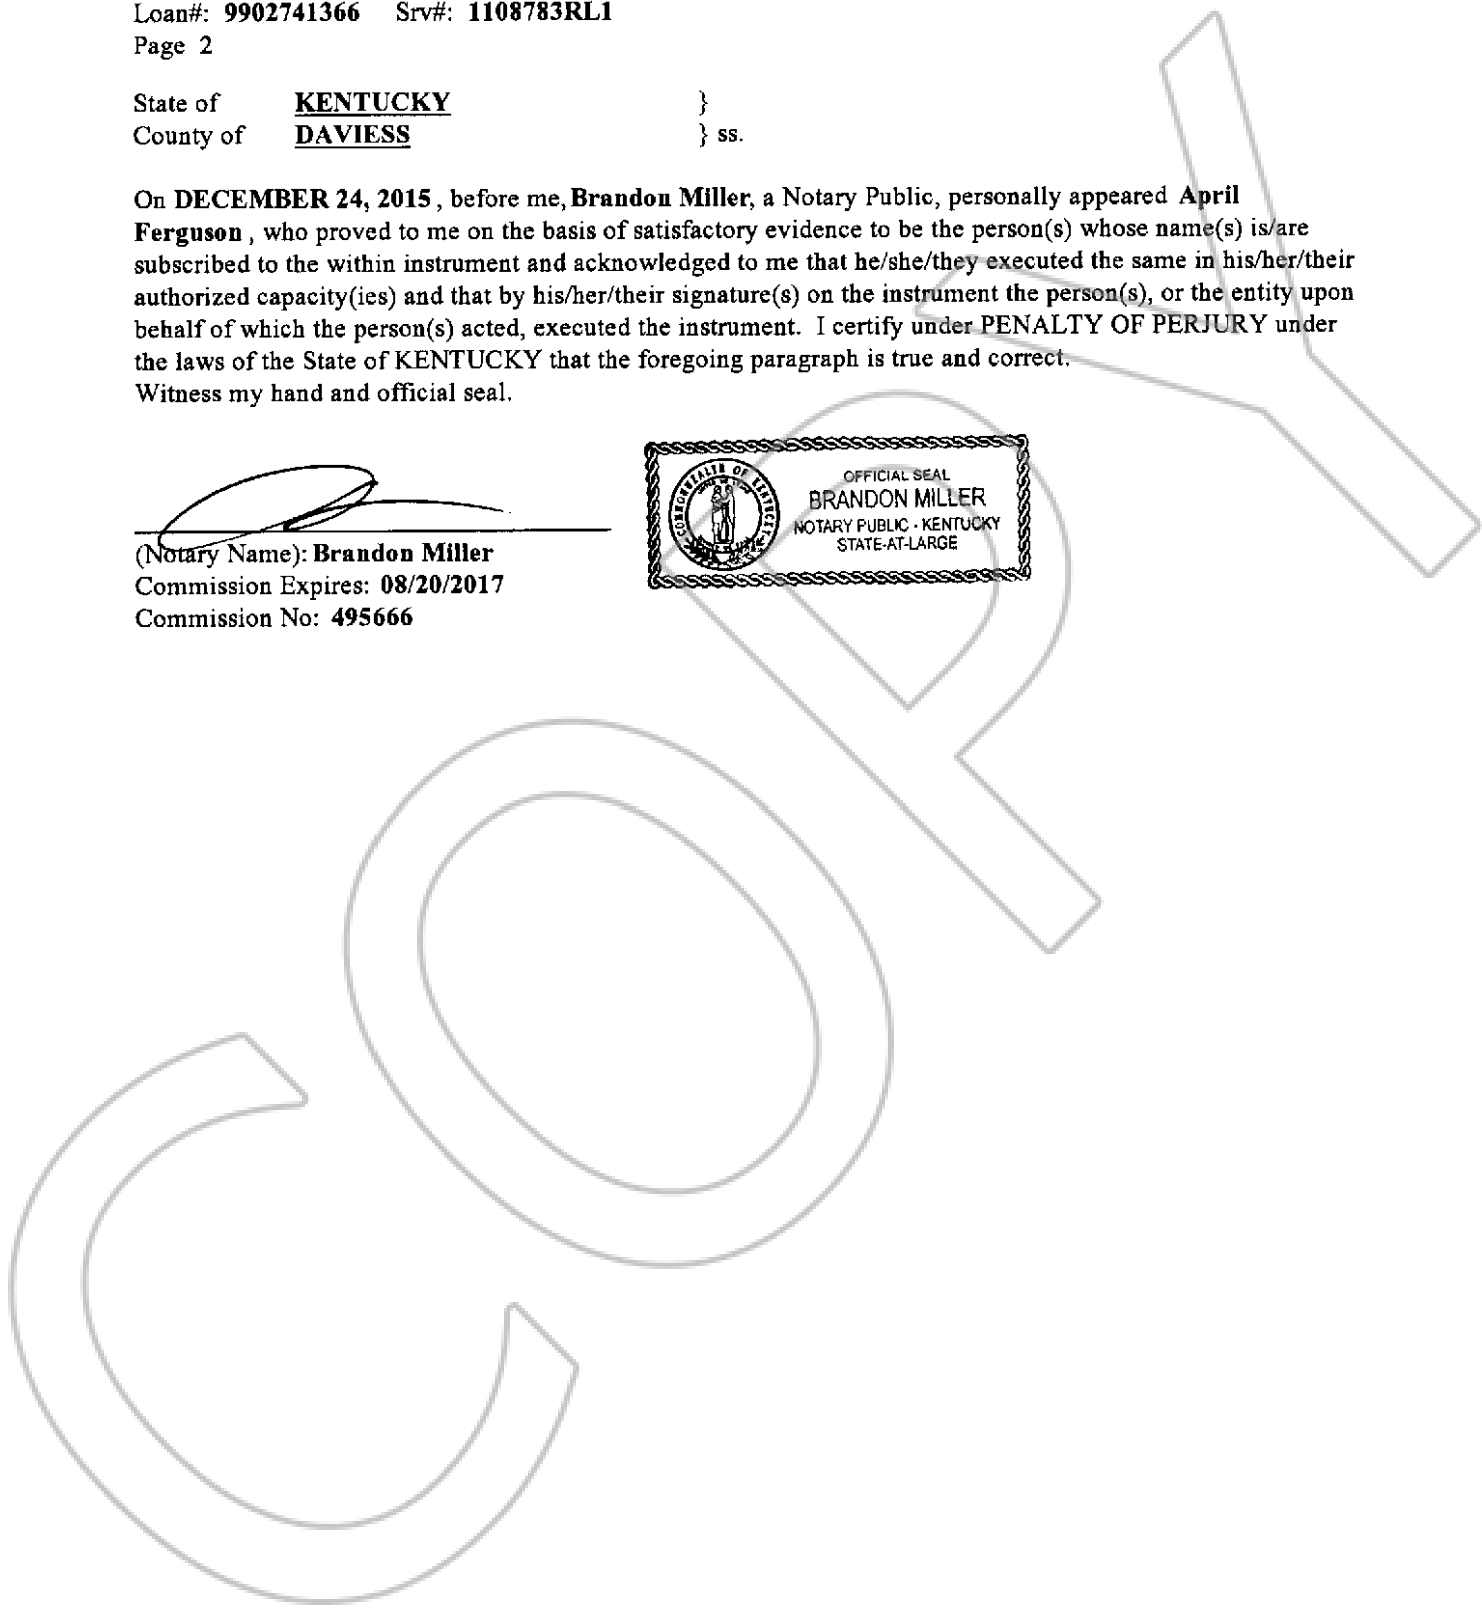 Loan#: 9902741366 Srv#: 1108783RL1
Page 2
State of KENTUCKY }
County of DAVIESS } ss.
On DECEMBER 24, 2015 , before me, Brandon Miller, a Notary Public, personally appeared April
Ferguson , who proved to me on the basis of satisfactory evidence to be the person(s) whose name(s) is/are
subscribed to the within instrument and acknowledged to me that he/she/they executed the same in his/her/their
authorized capacity(ies) and that by his/her/their signature(s) on the instrument the person(s), or the entity upon
behalf of which the person(s) acted, executed the instrument. I certify under PENALTY OF PERJURY under
the laws of the State of KENTUCKY that the foregoing paragraph is true and correct.
Witness my hand and official seal.
COMMONWEALTH OF KENTUCKY
OFFICIAL SEAL
BRANDON MILLER
NOTARY PUBLIC - KENTUCKY
STATE-AT-LARGE
(Notary Name): Brandon Miller
Commission Expires: 08/20/2017
Commission No: 495666
COPY